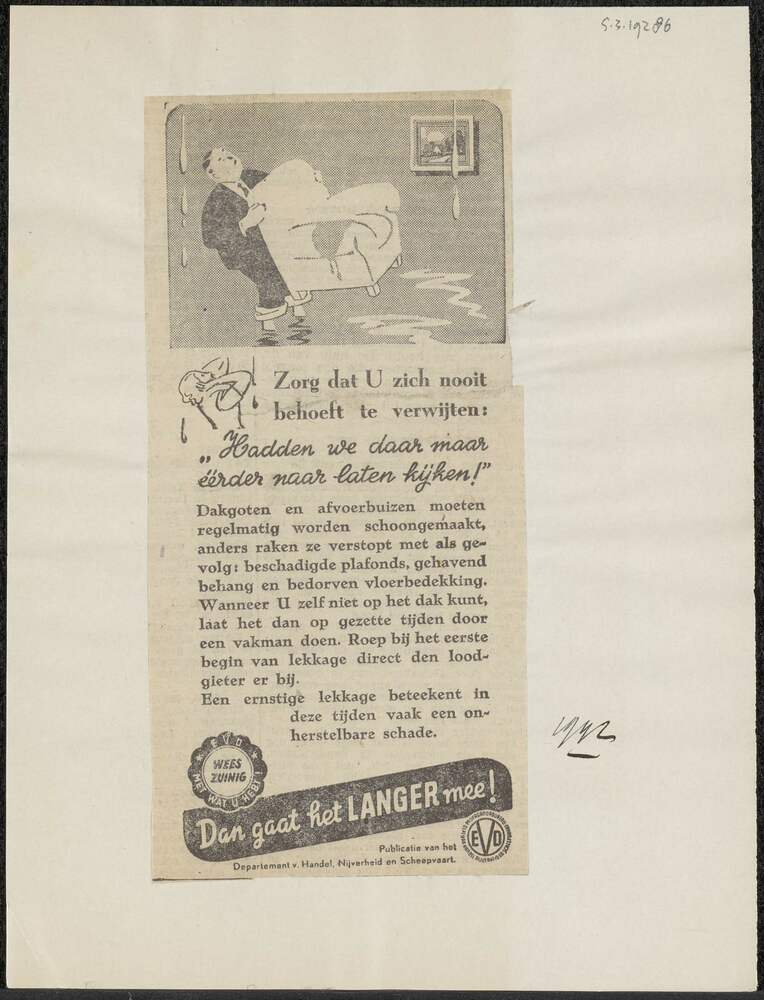 S.3.19286
Zorg dat U zich nooit
behoeft te verwijten:
„Hadden we daar maar
éérder naar laten kijken!”
Dakgoten en afvoerbuizen moeten
regelmatig worden schoongemaakt,
anders raken ze verstopt met als ge-
volg: beschadigde plafonds, gehavend
behang en bedorven vloerbedekking.
Wanneer U zelf niet op het dak kunt,
laat het dan op gezette tijden door
een vakman doen. Roep bij het eerste
begin van lekkage direct den lood-
gieter er bij.
Een ernstige lekkage beteekent in
deze tijden vaak een on-
herstelbare schade.
1942
EVD
WEES
ZUINIG
MET WAT U HEBT
Dan gaat het LANGER mee!
Publicatie van het
Departement v. Handel, Nijverheid en Scheepvaart.
EVD